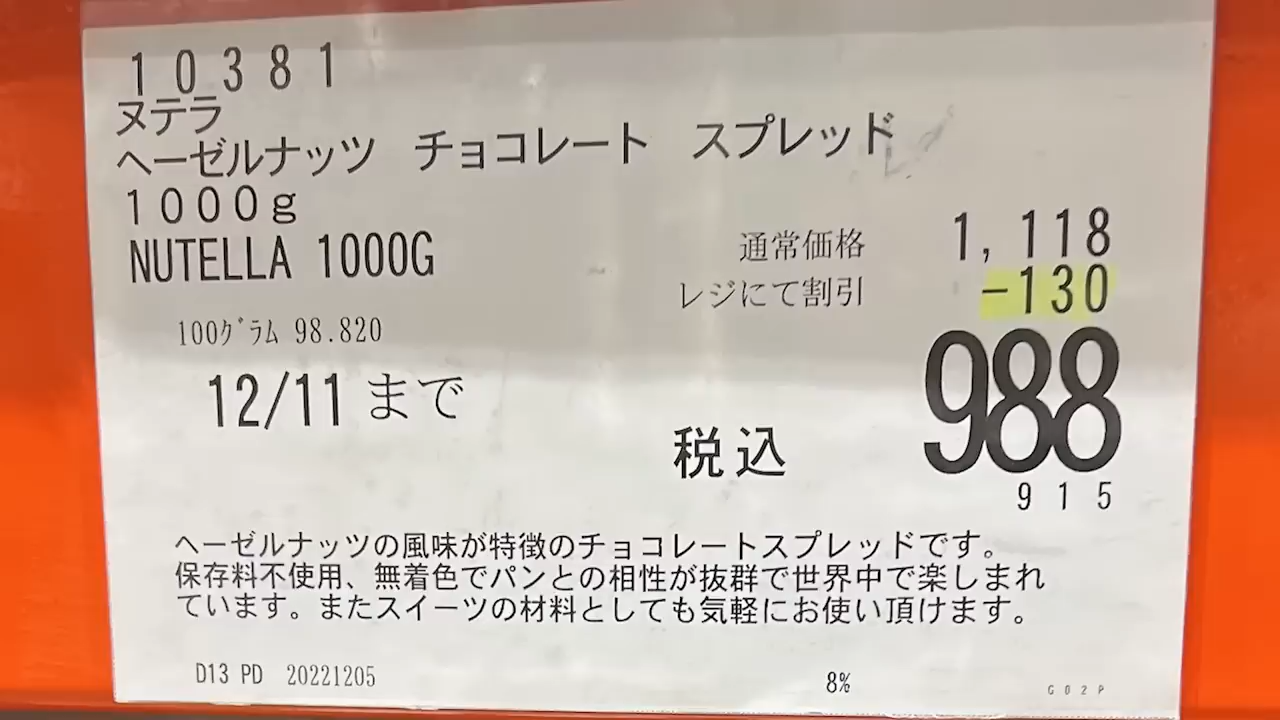 10381
ヌテラ
ヘーゼルナッツ チョコレート スプレッド
1000g
NUTELLA 1000G
通常価格 1,118
レジにて割引 -130
100グラム 98.820
988
12/11まで
税込
915
ヘーゼルナッツの風味が特徴のチョコレートスプレッドです。
保存料不使用、無着色でパンとの相性が抜群で世界中で楽しまれ
ています。またスイーツの材料としても気軽にお使い頂けます。
D13 PD 20221205
8%
G02P